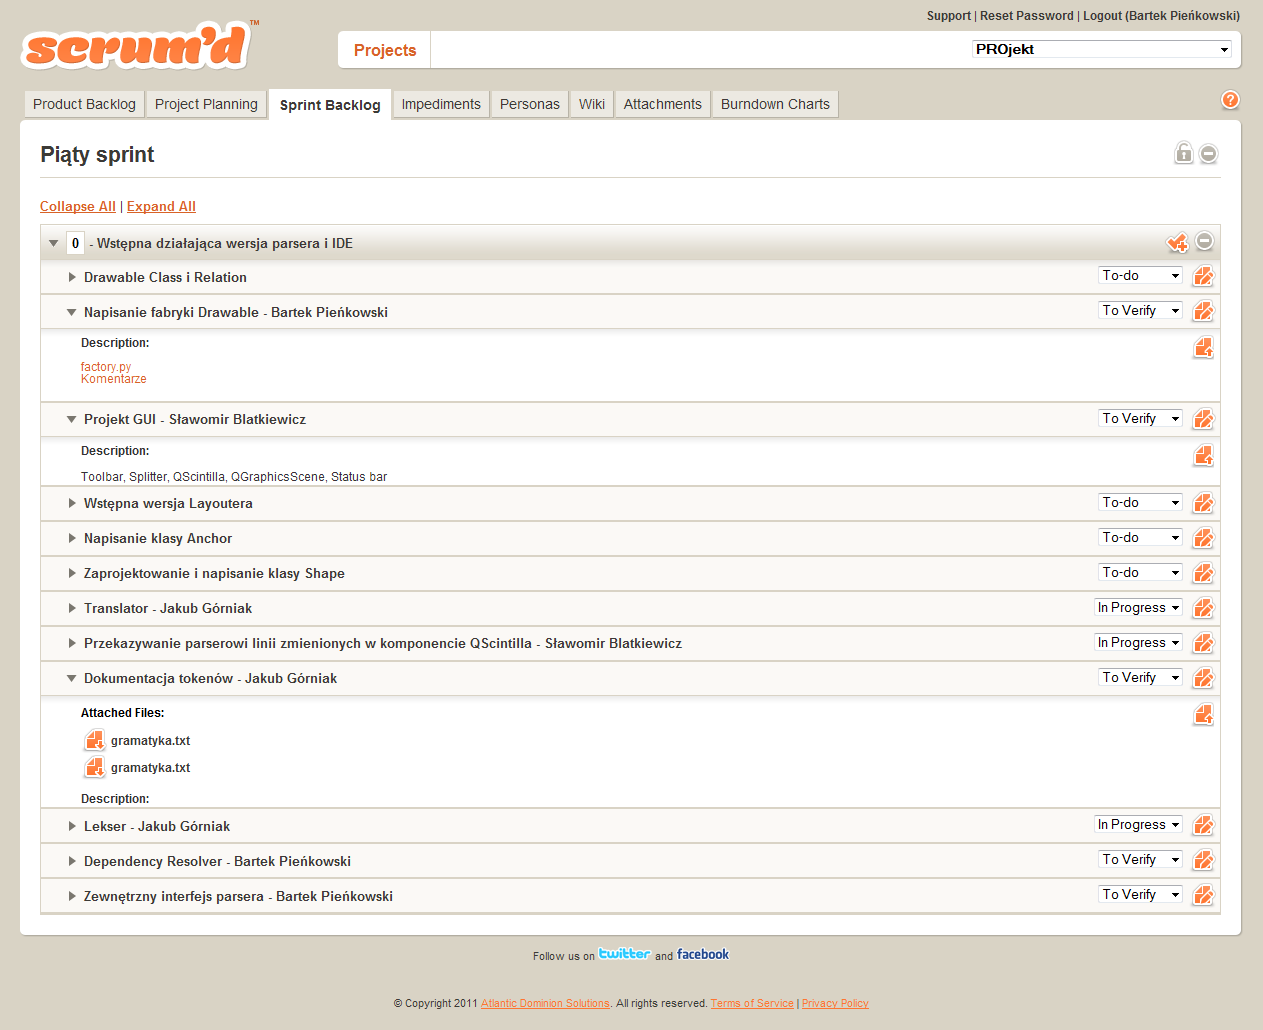 Support | Reset Password | Logout (Bartek Pieńkowski)
scrum'd™
Projects
PROjekt
Product Backlog
Project Planning
Sprint Backlog
Impediments
Personas
Wiki
Attachments
Burndown Charts
?
Piąty sprint
Collapse All | Expand All
0 - Wstępna działająca wersja parsera i IDE
Drawable Class i Relation
To-do
Napisanie fabryki Drawable - Bartek Pieńkowski
To Verify
Description:
factory.py
Komentarze
Projekt GUI - Sławomir Blatkiewicz
To Verify
Description:
Toolbar, Splitter, QScintilla, QGraphicsScene, Status bar
Wstępna wersja Layoutera
To-do
Napisanie klasy Anchor
To-do
Zaprojektowanie i napisanie klasy Shape
To-do
Translator - Jakub Górniak
In Progress
Przekazywanie parserowi linii zmienionych w komponencie QScintilla - Sławomir Blatkiewicz
In Progress
Dokumentacja tokenów - Jakub Górniak
To Verify
Attached Files:
gramatyka.txt
gramatyka.txt
Description:
Lekser - Jakub Górniak
In Progress
Dependency Resolver - Bartek Pieńkowski
To Verify
Zewnętrzny interfejs parsera - Bartek Pieńkowski
To Verify
Follow us on twitter and facebook
© Copyright 2011 Atlantic Dominion Solutions. All rights reserved. Terms of Service | Privacy Policy